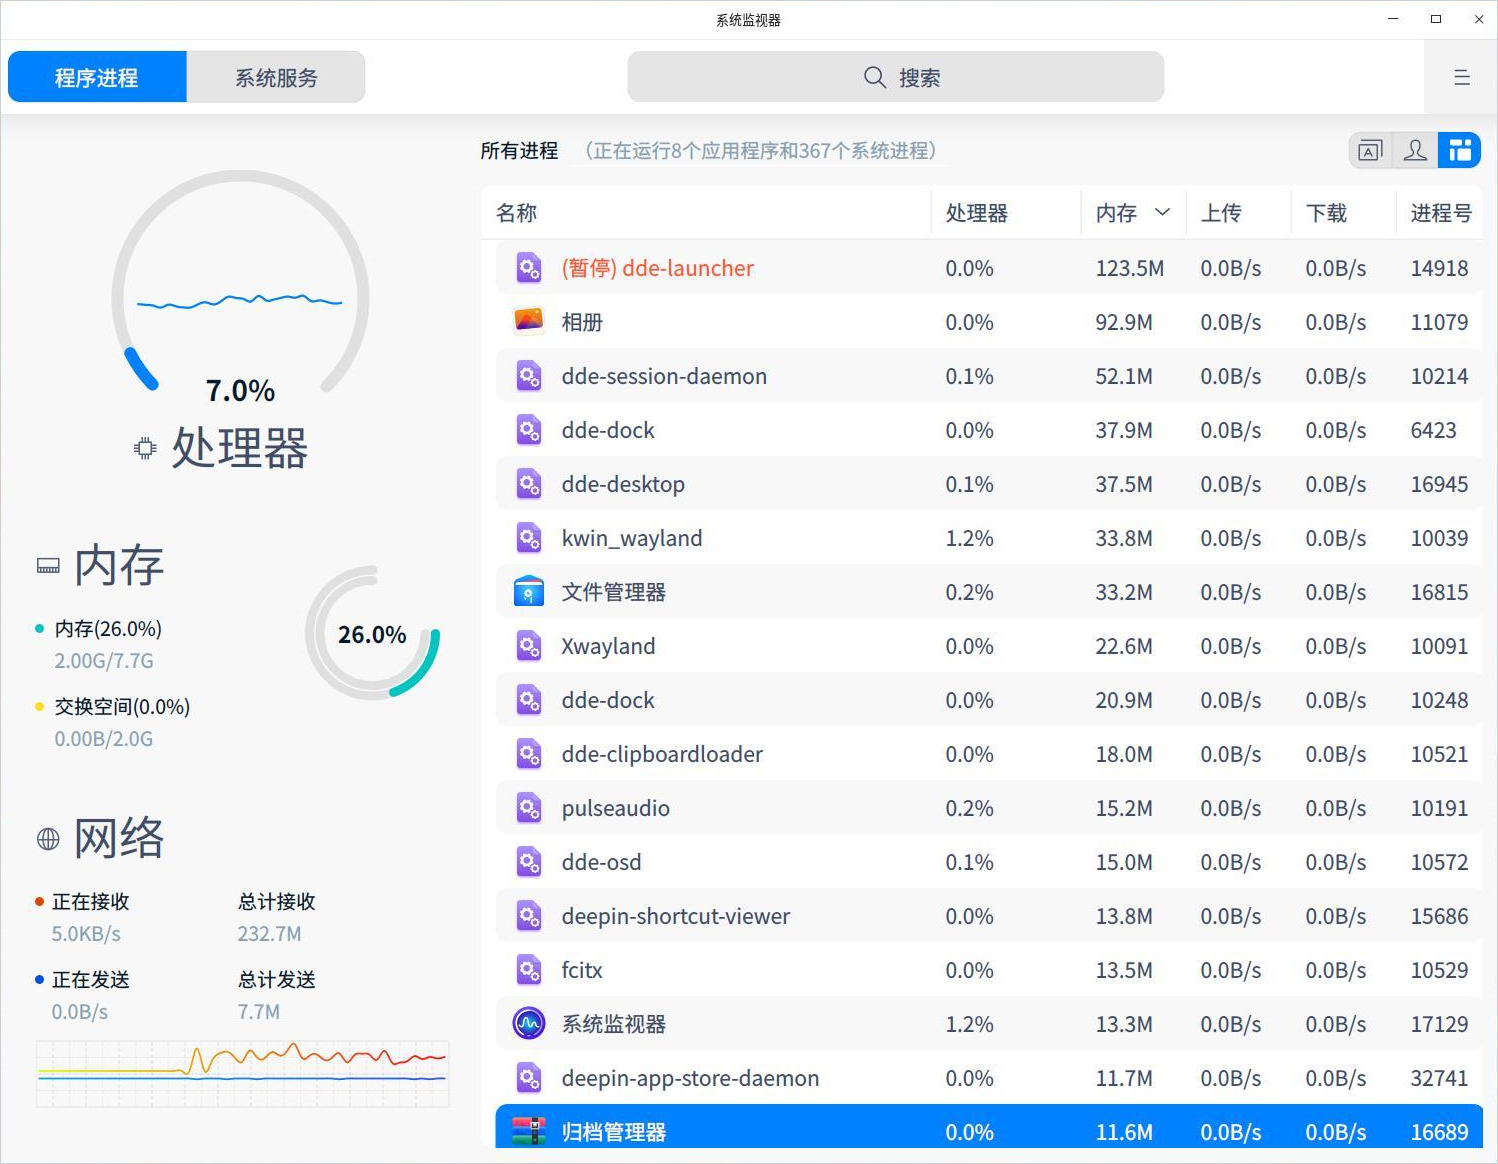 系统监视器
程序进程 系统服务 搜索
所有进程 （正在运行8个应用程序和367个系统进程）
7.0%
处理器
内存
内存(26.0%)
2.00G/7.7G
交换空间(0.0%)
0.00B/2.0G
26.0%
网络
正在接收 总计接收
5.0KB/s 232.7M
正在发送 总计发送
0.0B/s 7.7M
名称 处理器 内存 上传 下载 进程号
(暂停) dde-launcher 0.0% 123.5M 0.0B/s 0.0B/s 14918
相册 0.0% 92.9M 0.0B/s 0.0B/s 11079
dde-session-daemon 0.1% 52.1M 0.0B/s 0.0B/s 10214
dde-dock 0.0% 37.9M 0.0B/s 0.0B/s 6423
dde-desktop 0.1% 37.5M 0.0B/s 0.0B/s 16945
kwin_wayland 1.2% 33.8M 0.0B/s 0.0B/s 10039
文件管理器 0.2% 33.2M 0.0B/s 0.0B/s 16815
Xwayland 0.0% 22.6M 0.0B/s 0.0B/s 10091
dde-dock 0.0% 20.9M 0.0B/s 0.0B/s 10248
dde-clipboardloader 0.0% 18.0M 0.0B/s 0.0B/s 10521
pulseaudio 0.2% 15.2M 0.0B/s 0.0B/s 10191
dde-osd 0.1% 15.0M 0.0B/s 0.0B/s 10572
deepin-shortcut-viewer 0.0% 13.8M 0.0B/s 0.0B/s 15686
fcitx 0.0% 13.5M 0.0B/s 0.0B/s 10529
系统监视器 1.2% 13.3M 0.0B/s 0.0B/s 17129
deepin-app-store-daemon 0.0% 11.7M 0.0B/s 0.0B/s 32741
归档管理器 0.0% 11.6M 0.0B/s 0.0B/s 16689